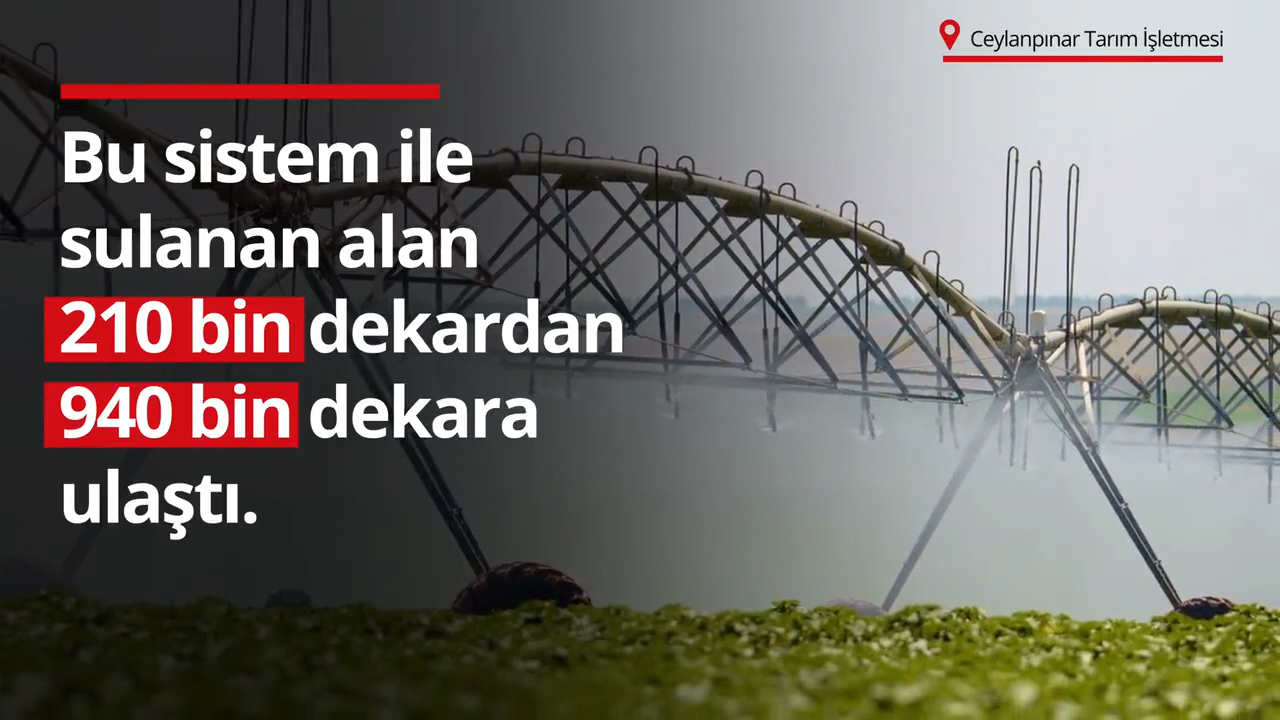 Ceylanpınar Tarım İşletmesi
Bu sistem ile
sulanan alan
210 bin dekardan
940 bin dekara
ulaştı.